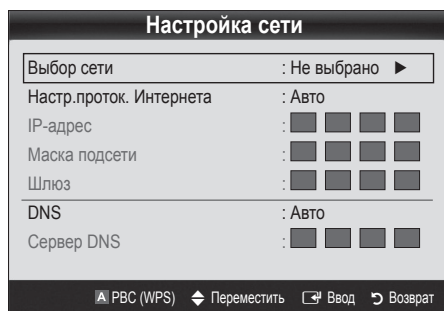 Настройка сети
Выбор сети : Не выбрано ►
Настр.проток. Интернета : Авто
IP-адрес :
Маска подсети :
Шлюз :
DNS : Авто
Сервер DNS :
A PBC (WPS) Переместить Ввод Возврат